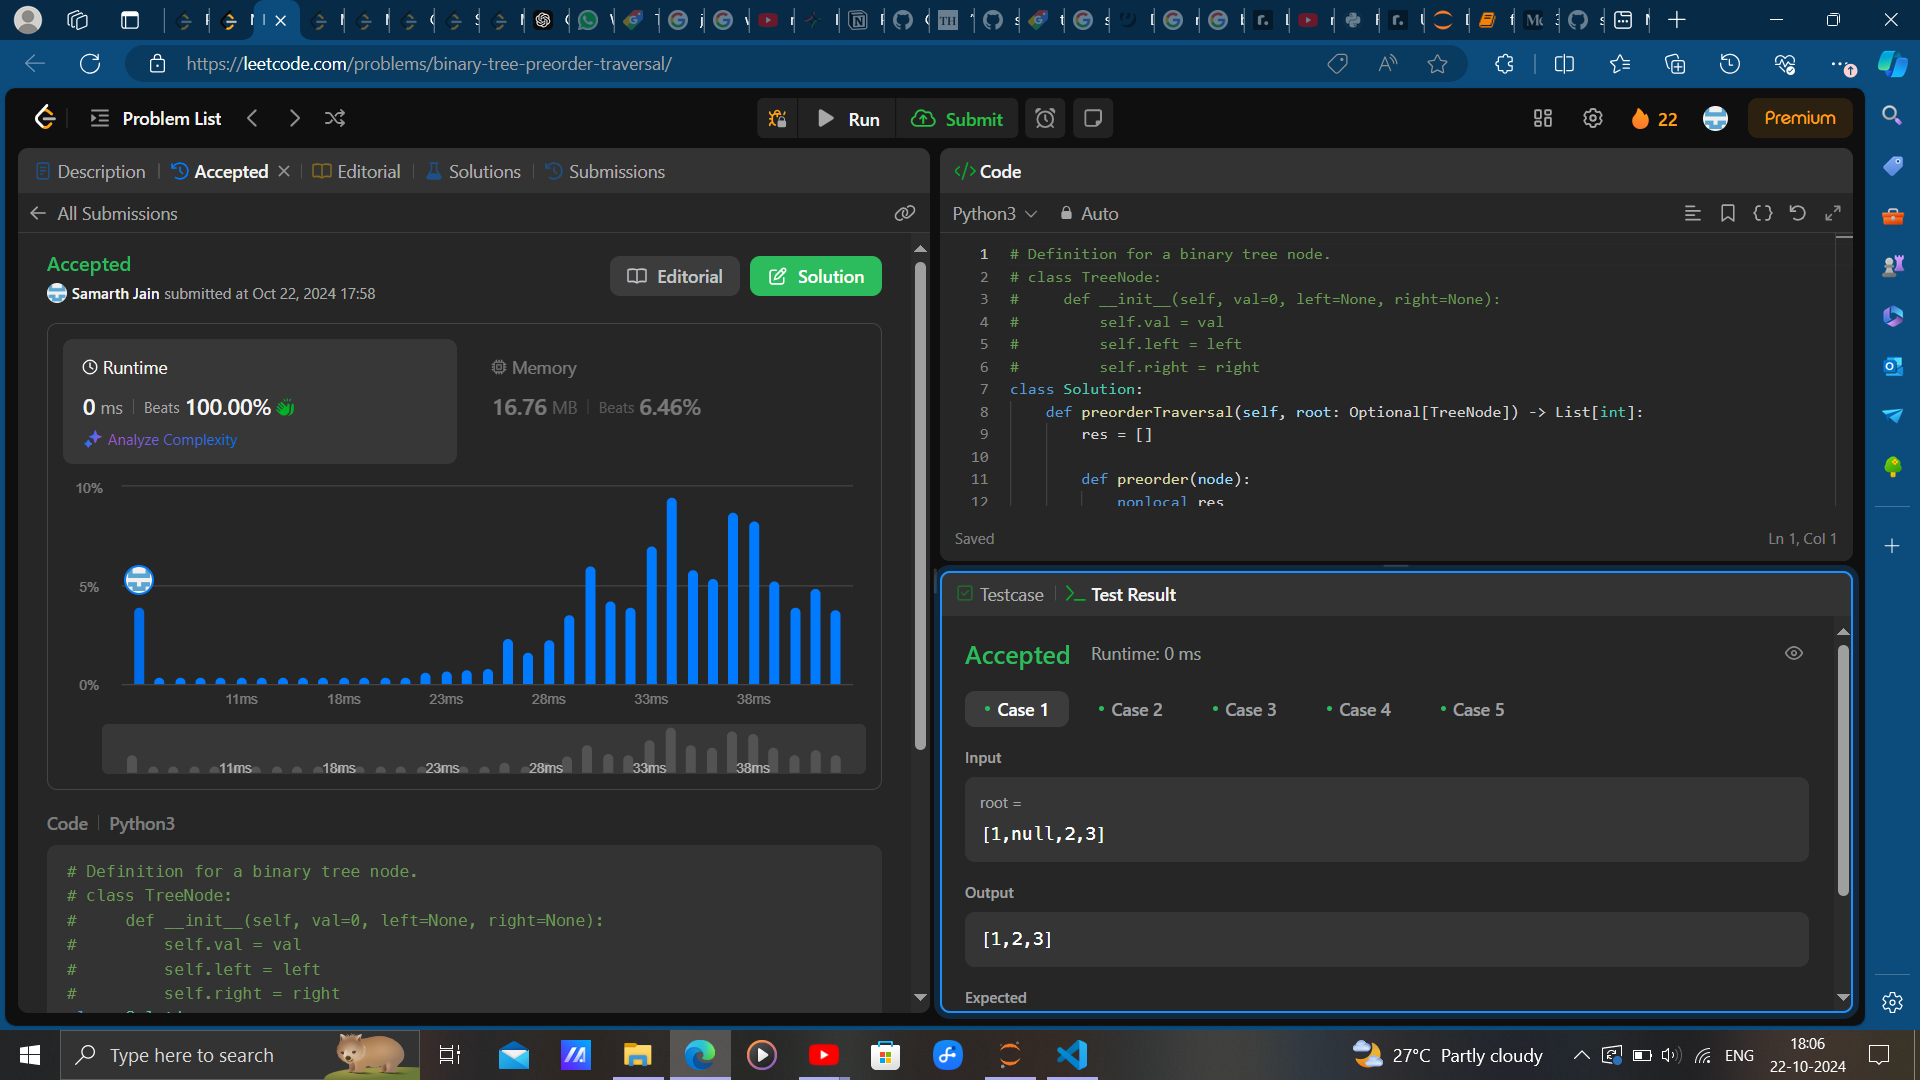 https://leetcode.com/problems/binary-tree-preorder-traversal/
Problem List
Run
Submit
22
Premium
Description
Accepted
Editorial
Solutions
Submissions
All Submissions
Accepted
Samarth Jain submitted at Oct 22, 2024 17:58
Editorial
Solution
Runtime
0 ms
Beats 100.00%
Analyze Complexity
Memory
16.76 MB
Beats 6.46%
10%
5%
0%
11ms 18ms 23ms 28ms 33ms 38ms
11ms 18ms 23ms 28ms 33ms 38ms
Code
Python3
# Definition for a binary tree node.
# class TreeNode:
#     def __init__(self, val=0, left=None, right=None):
#         self.val = val
#         self.left = left
#         self.right = right
Code
Python3
Auto
1 # Definition for a binary tree node.
2 # class TreeNode:
3 #     def __init__(self, val=0, left=None, right=None):
4 #         self.val = val
5 #         self.left = left
6 #         self.right = right
7 class Solution:
8     def preorderTraversal(self, root: Optional[TreeNode]) -> List[int]:
9         res = []
10
11         def preorder(node):
12             nonlocal res
Saved
Ln 1, Col 1
Testcase
Test Result
Accepted
Runtime: 0 ms
Case 1
Case 2
Case 3
Case 4
Case 5
Input
root =
[1,null,2,3]
Output
[1,2,3]
Expected
Type here to search
27°C Partly cloudy
ENG
18:06
22-10-2024